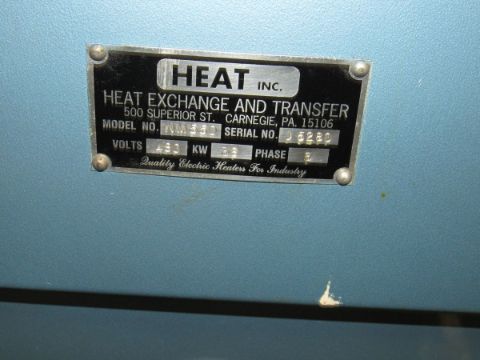 HEAT INC.
HEAT EXCHANGE AND TRANSFER
500 SUPERIOR ST. CARNEGIE, PA. 15106
MODEL NO. SERIAL NO.
VOLTS 480 KW PHASE
Quality Electric Heaters For Industry